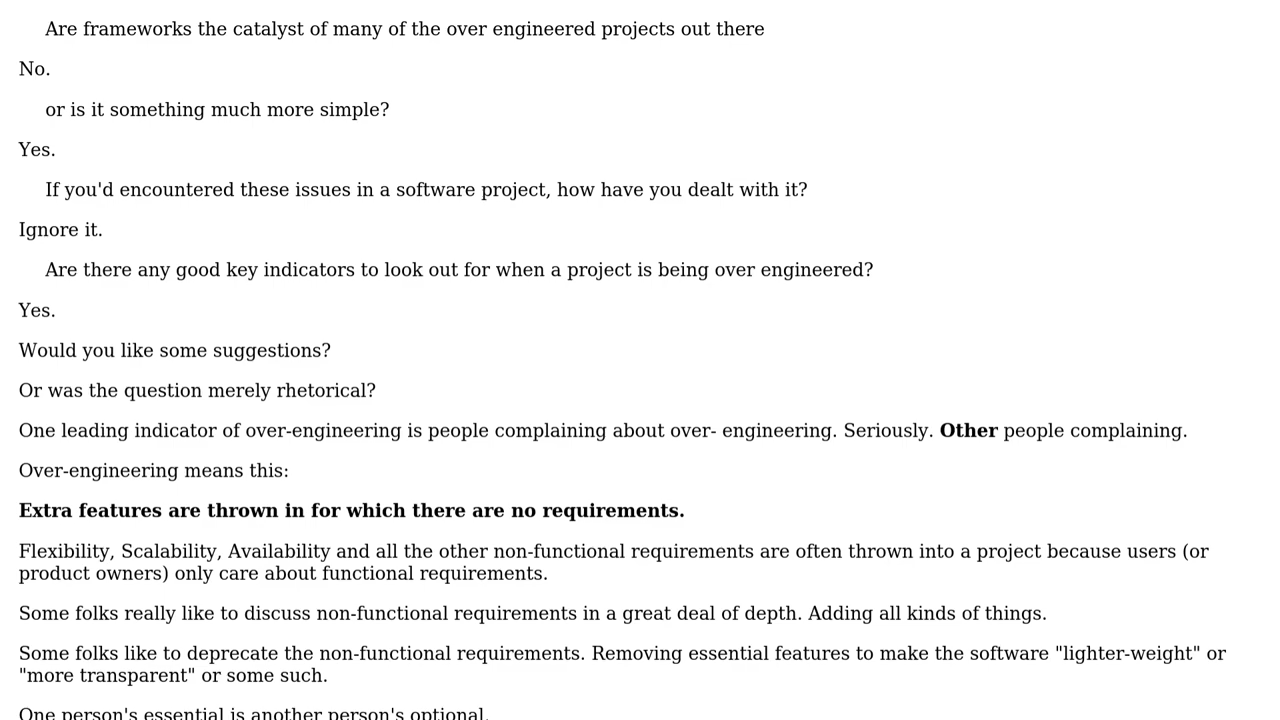 Are frameworks the catalyst of many of the over engineered projects out there
No.
or is it something much more simple?
Yes.
If you'd encountered these issues in a software project, how have you dealt with it?
Ignore it.
Are there any good key indicators to look out for when a project is being over engineered?
Yes.
Would you like some suggestions?
Or was the question merely rhetorical?
One leading indicator of over-engineering is people complaining about over- engineering. Seriously. Other people complaining.
Over-engineering means this:
Extra features are thrown in for which there are no requirements.
Flexibility, Scalability, Availability and all the other non-functional requirements are often thrown into a project because users (or
product owners) only care about functional requirements.
Some folks really like to discuss non-functional requirements in a great deal of depth. Adding all kinds of things.
Some folks like to deprecate the non-functional requirements. Removing essential features to make the software "lighter-weight" or
"more transparent" or some such.
One person's essential is another person's optional.